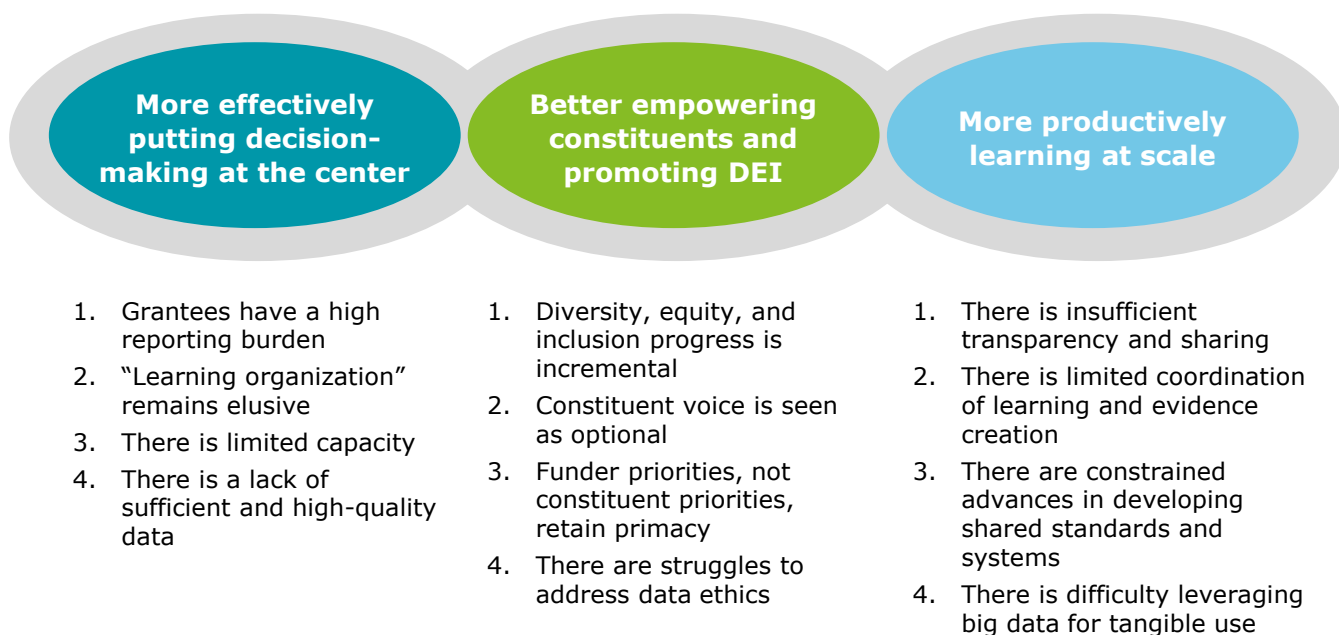 More effectively
putting decision-
making at the center
Better empowering
constituents and
promoting DEI
More productively
learning at scale
1. Grantees have a high
reporting burden
2. “Learning organization”
remains elusive
3. There is limited capacity
4. There is a lack of
sufficient and high-quality
data
1. Diversity, equity, and
inclusion progress is
incremental
2. Constituent voice is seen
as optional
3. Funder priorities, not
constituent priorities,
retain primacy
4. There are struggles to
address data ethics
1. There is insufficient
transparency and sharing
2. There is limited coordination
of learning and evidence
creation
3. There are constrained
advances in developing
shared standards and
systems
4. There is difficulty leveraging
big data for tangible use